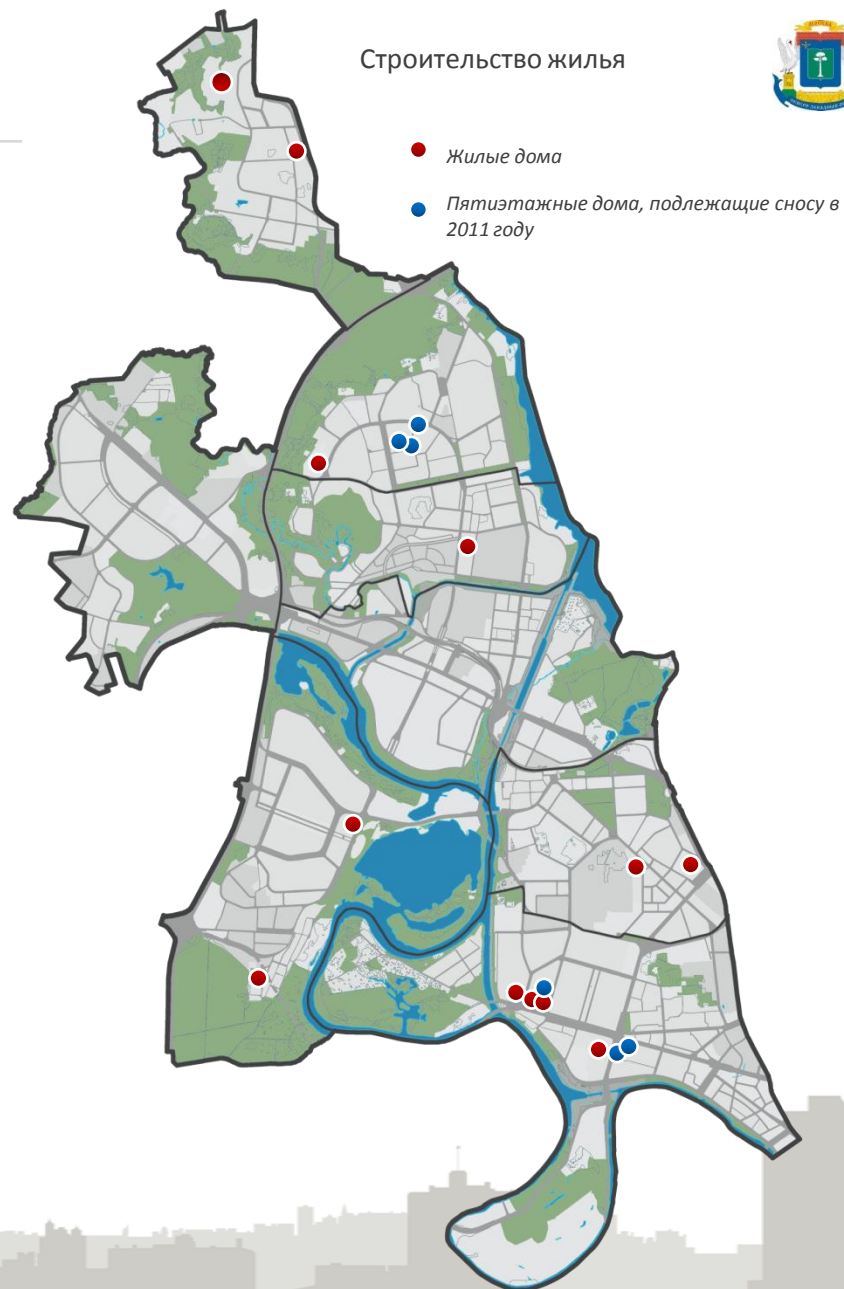 Строительство жилья
Жилые дома
Пятиэтажные дома, подлежащие сносу в
2011 году